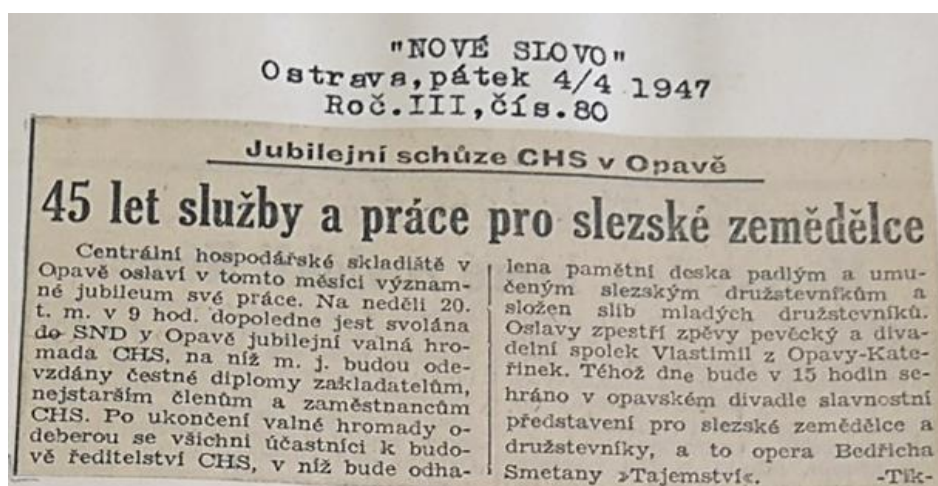 "NOVÉ SLOVO"
Ostrava,pátek 4/4 1947
Roč.III,čís.80
Jubilejní schůze CHS v Opavě
45 let služby a práce pro slezské zemědělce
Centrální hospodářské skladiště v
Opavě oslaví v tomto měsíci význam-
né jubileum své práce. Na neděli 20.
t. m. v 9 hod. dopoledne jest svolána
do SND v Opavě jubilejní valná hro-
mada CHS, na níž m. j. budou ode-
vzdány čestné diplomy zakladatelům,
nejstarším členům a zaměstnancům
CHS. Po ukončení valné hromady o-
deberou se všichni účastníci k budo-
vě ředitelství CHS, v níž bude odha-
lena pamětní deska padlým a umu-
čeným slezským družstevníkům a
složen slib mladých družstevníků.
Oslavy zpestří zpěvy pěvecký a diva-
delní spolek Vlastimil z Opavy-Kate-
řinek. Téhož dne bude v 15 hodin se-
hráno v opavském divadle slavnostní
představení pro slezské zemědělce a
družstevníky, a to opera Bedřicha
Smetany »Tajemství«. -Tik-